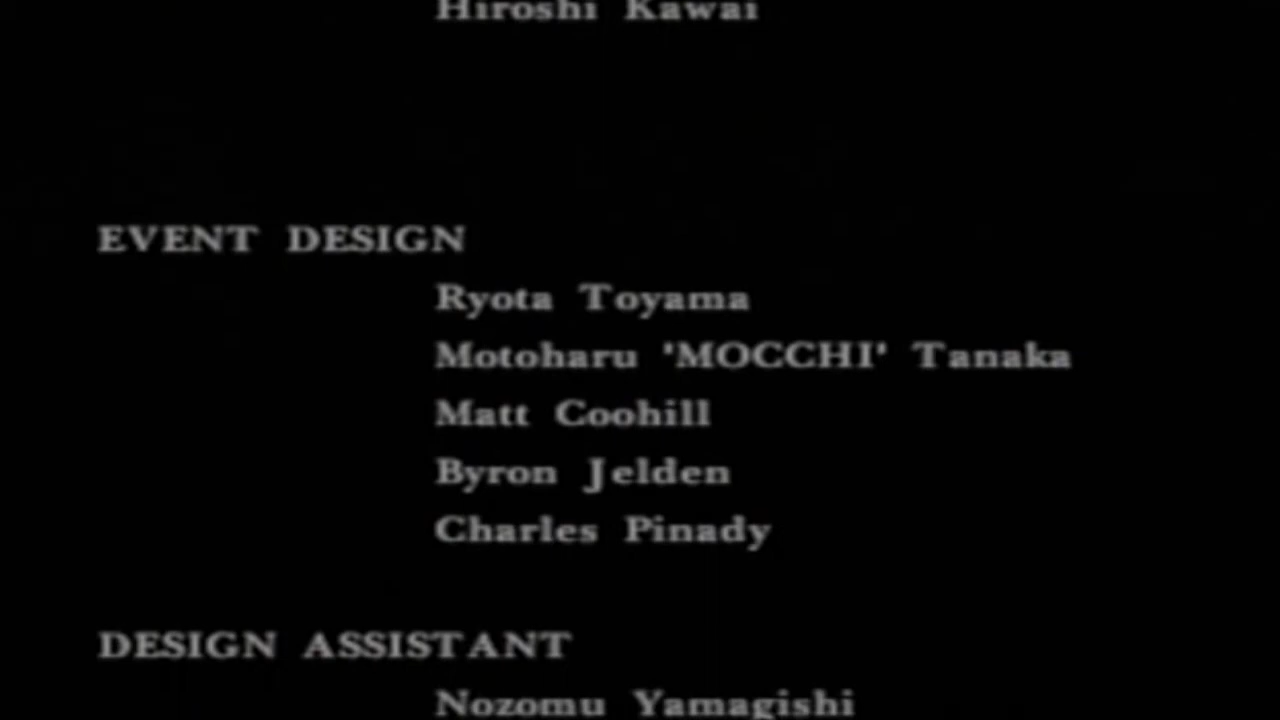 Hiroshi Kawai
EVENT DESIGN
Ryota Toyama
Motoharu 'MOCCHI' Tanaka
Matt Coohill
Byron Jelden
Charles Pinady
DESIGN ASSISTANT
Nozomu Yamagishi